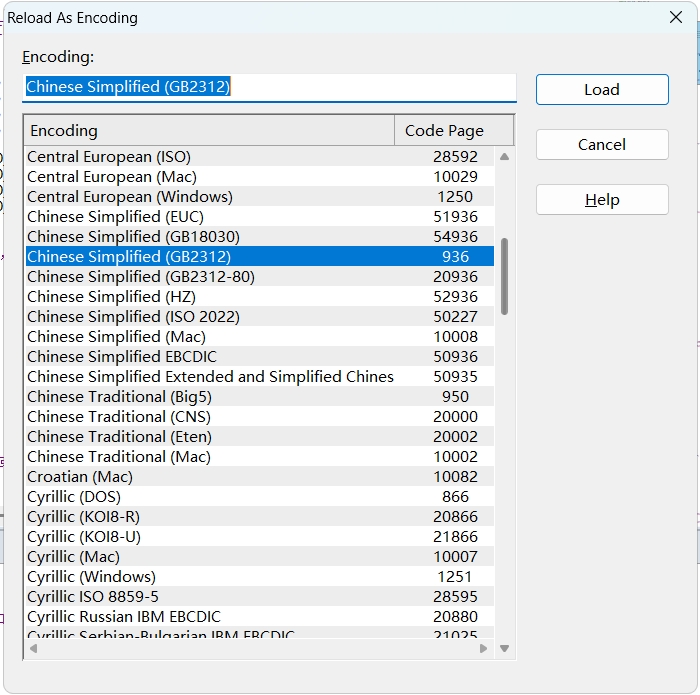 Reload As Encoding
Encoding:
Chinese Simplified (GB2312)
Load
Encoding Code Page
Cancel
Central European (ISO) 28592
Central European (Mac) 10029
Central European (Windows) 1250
Help
Chinese Simplified (EUC) 51936
Chinese Simplified (GB18030) 54936
Chinese Simplified (GB2312) 936
Chinese Simplified (GB2312-80) 20936
Chinese Simplified (HZ) 52936
Chinese Simplified (ISO 2022) 50227
Chinese Simplified (Mac) 10008
Chinese Simplified EBCDIC 50936
Chinese Simplified Extended and Simplified Chines 50935
Chinese Traditional (Big5) 950
Chinese Traditional (CNS) 20000
Chinese Traditional (Eten) 20002
Chinese Traditional (Mac) 10002
Croatian (Mac) 10082
Cyrillic (DOS) 866
Cyrillic (KOI8-R) 20866
Cyrillic (KOI8-U) 21866
Cyrillic (Mac) 10007
Cyrillic (Windows) 1251
Cyrillic ISO 8859-5 28595
Cyrillic Russian IBM EBCDIC 20880
Cyrillic Serbian-Bulgarian IBM EBCDIC 21025